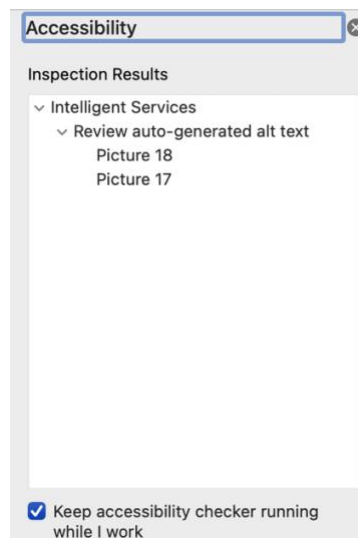 Accessibility
Inspection Results
Intelligent Services
Review auto-generated alt text
Picture 18
Picture 17
Keep accessibility checker running
while I work